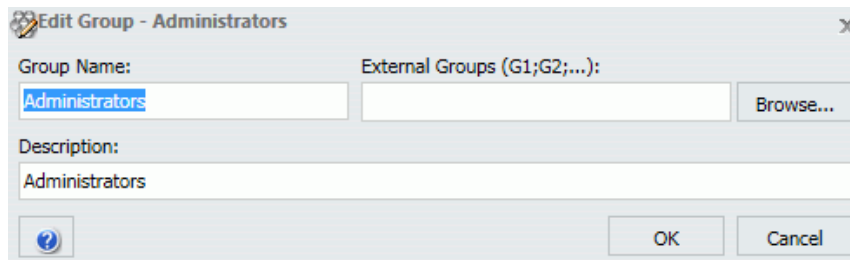 Edit Group - Administrators
Group Name: External Groups (G1;G2;...):
Administrators Browse...
Description:
Administrators
OK Cancel